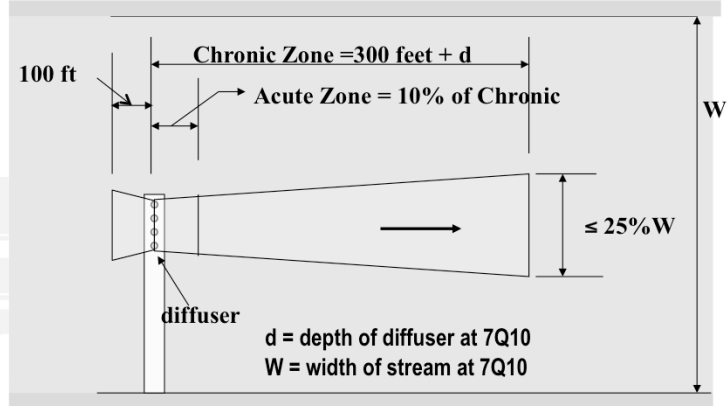 Chronic Zone =300 feet + d
100 ft
Acute Zone = 10% of Chronic
W
≤ 25%W
diffuser
d = depth of diffuser at 7Q10
W = width of stream at 7Q10